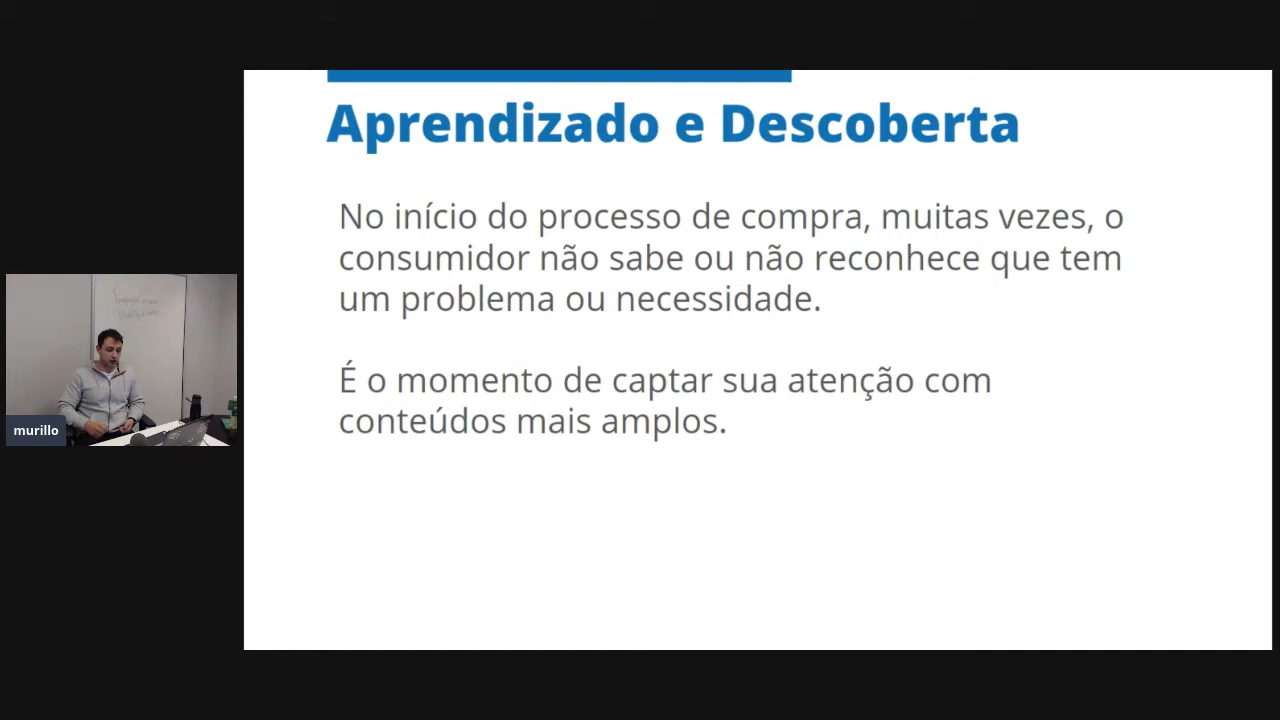 Aprendizado e Descoberta
No início do processo de compra, muitas vezes, o
consumidor não sabe ou não reconhece que tem
um problema ou necessidade.
É o momento de captar sua atenção com
conteúdos mais amplos.
murillo